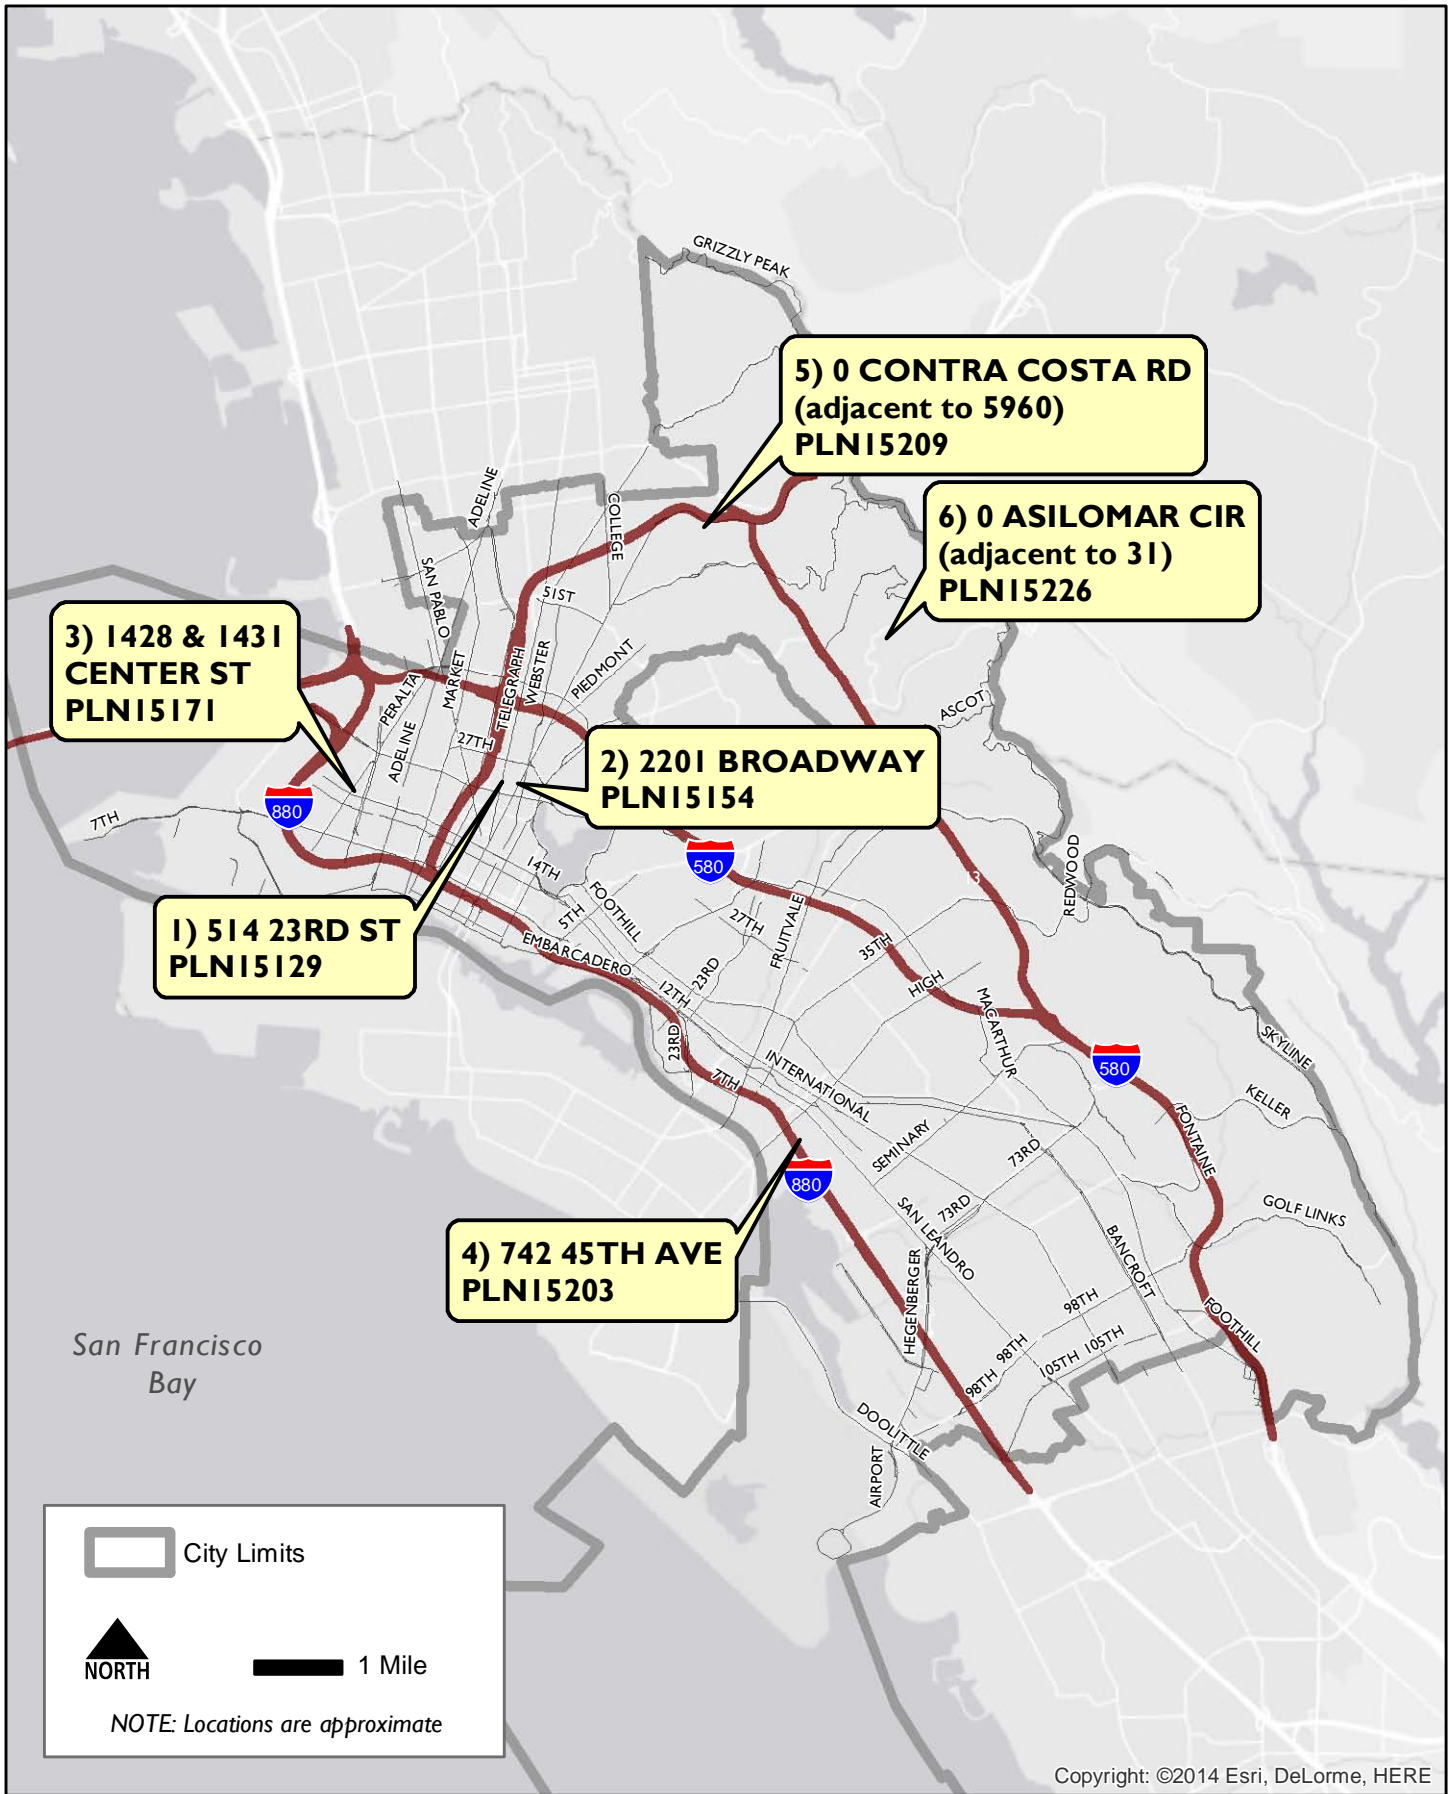 GRIZZLY PEAK
5) 0 CONTRA COSTA RD
(adjacent to 5960)
PLN15209
6) 0 ASILOMAR CIR
(adjacent to 31)
PLN15226
ADELINE
COLLEGE
SAN PABLO
51ST
3) 1428 & 1431
CENTER ST
PLN15171
PERALTA
MARKET
TELEGRAPH
WEBSTER
PIEDMONT
ADELINE
27TH
ASCOT
2) 2201 BROADWAY
PLN15154
880
7TH
580
13
REDWOOD
14TH
FOOTHILL
5TH
27TH
FRUITVALE
35TH
1) 514 23RD ST
PLN15129
EMBARCADERO
12TH
23RD
HIGH
MACARTHUR
23RD
7TH
INTERNATIONAL
SKYLINE
580
KELLER
FONTAINE
SEMINARY
73RD
880
4) 742 45TH AVE
PLN15203
SAN LEANDRO
73RD
GOLF LINKS
HEGENBERGER
BANCROFT
98TH
FOOTHILL
98TH
105TH
105TH
98TH
DOOLITTLE
AIRPORT
San Francisco
Bay
City Limits
NORTH
1 Mile
NOTE: Locations are approximate
Copyright: ©2014 Esri, DeLorme, HERE